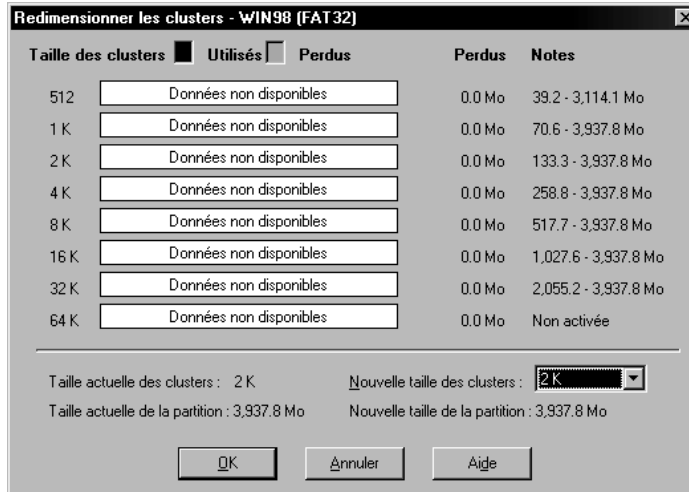 Redimensionner les clusters - WIN98 (FAT32)
Taille des clusters Utilisés Perdus Perdus Notes
512 Données non disponibles 0.0 Mo 39.2 - 3,114.1 Mo
1 K Données non disponibles 0.0 Mo 70.6 - 3,937.8 Mo
2 K Données non disponibles 0.0 Mo 133.3 - 3,937.8 Mo
4 K Données non disponibles 0.0 Mo 258.8 - 3,937.8 Mo
8 K Données non disponibles 0.0 Mo 517.7 - 3,937.8 Mo
16 K Données non disponibles 0.0 Mo 1,027.6 - 3,937.8 Mo
32 K Données non disponibles 0.0 Mo 2,055.2 - 3,937.8 Mo
64 K Données non disponibles 0.0 Mo Non activée
Taille actuelle des clusters : 2 K Nouvelle taille des clusters : 2 K
Taille actuelle de la partition : 3,937.8 Mo Nouvelle taille de la partition : 3,937.8 Mo
OK Annuler Aide